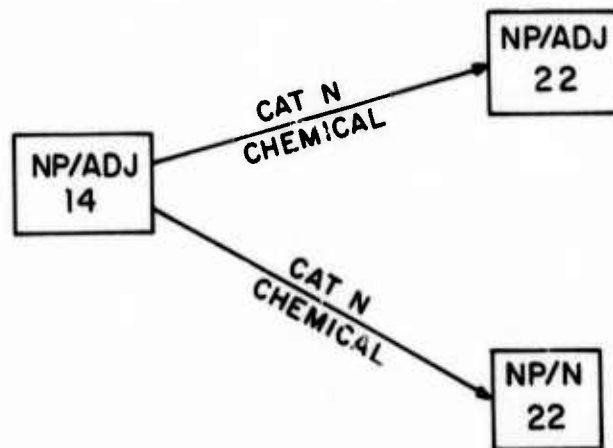 NP/ADJ
22
CAT N
CHEMICAL
NP/ADJ
14
CAT N
CHEMICAL
NP/N
22